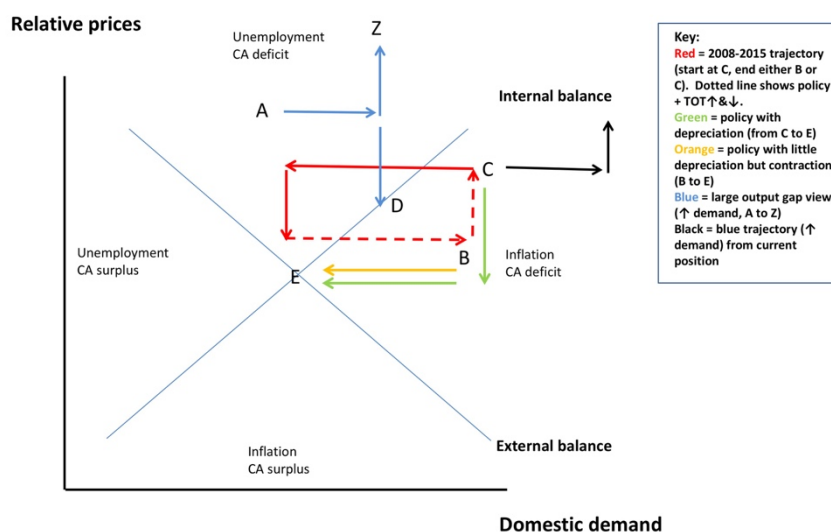 Relative prices
Unemployment
CA deficit
Z
A
Internal balance
C
D
Unemployment
CA surplus
B
Inflation
CA deficit
E
Inflation
CA surplus
External balance
Domestic demand
Key:
Red = 2008-2015 trajectory
(start at C, end either B or
C). Dotted line shows policy
+ TOT↑&↓.
Green = policy with
depreciation (from C to E)
Orange = policy with little
depreciation but contraction
(B to E)
Blue = large output gap view
(↑ demand, A to Z)
Black = blue trajectory (↑
demand) from current
position